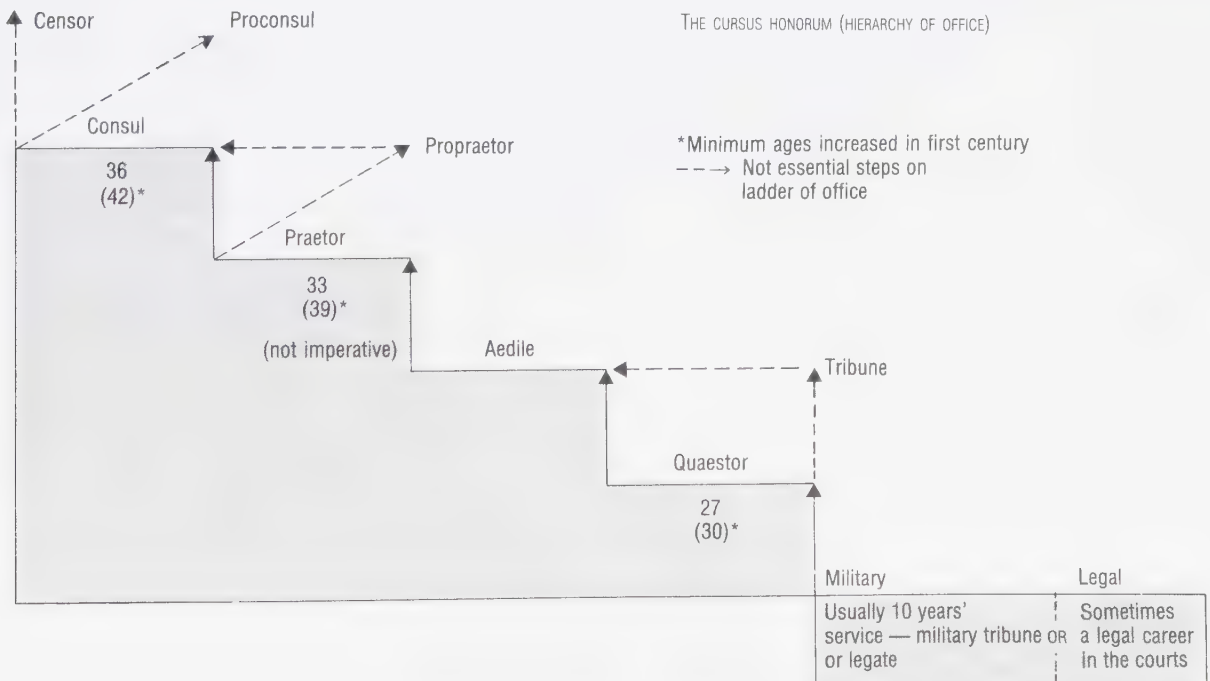 Censor
Proconsul
THE CURSUS HONORUM (HIERARCHY OF OFFICE)
Consul
36
(42)*
Propraetor
*Minimum ages increased in first century
Not essential steps on
ladder of office
Praetor
33
(39)*
(not imperative)
Aedile
Tribune
Quaestor
27
(30)*
Military
Legal
Usually 10 years'
service — military tribune
or legate
OR
Sometimes
a legal career
in the courts